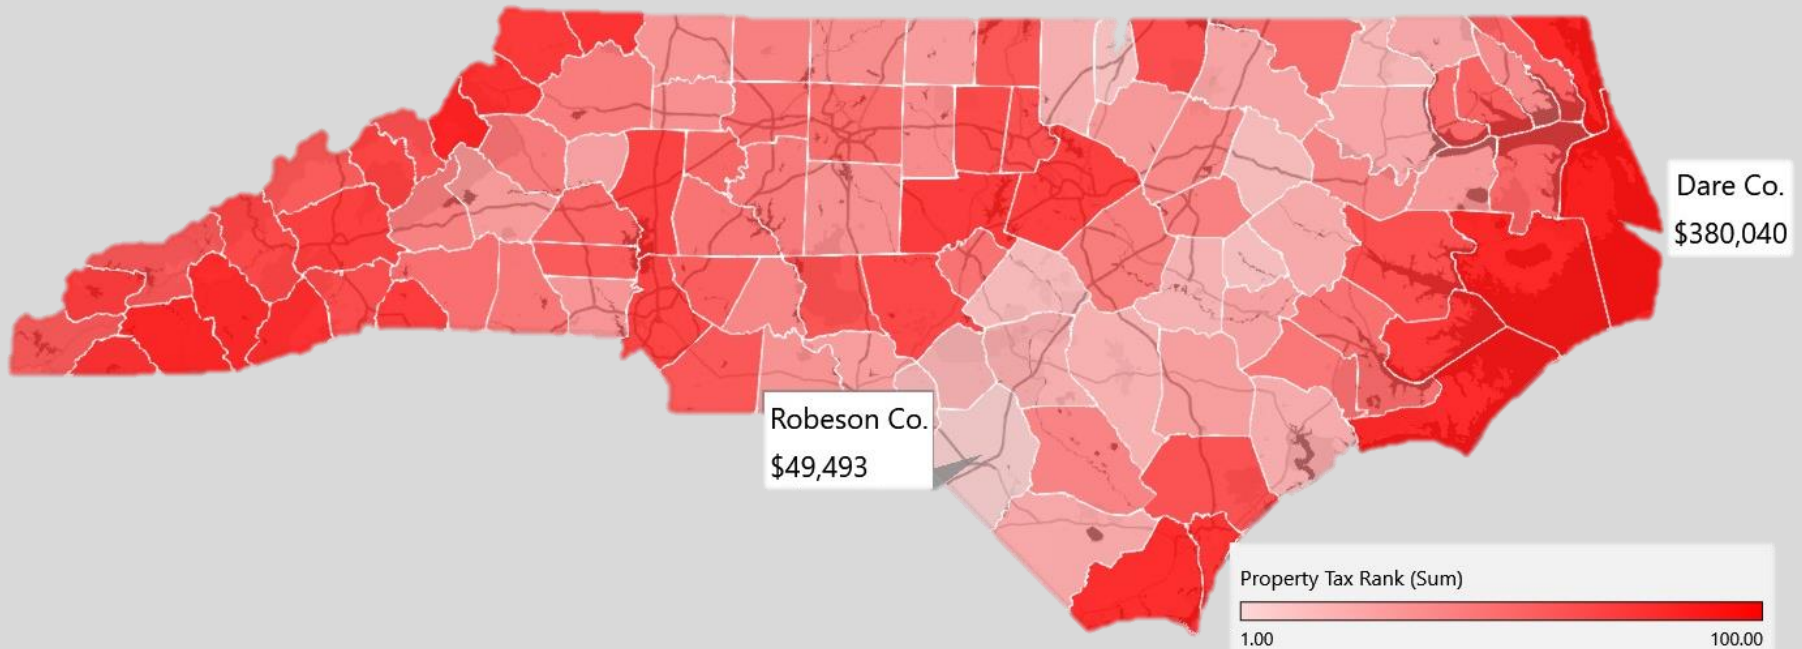 Dare Co.
$380,040
Robeson Co.
$49,493
Property Tax Rank (Sum)
1.00
100.00